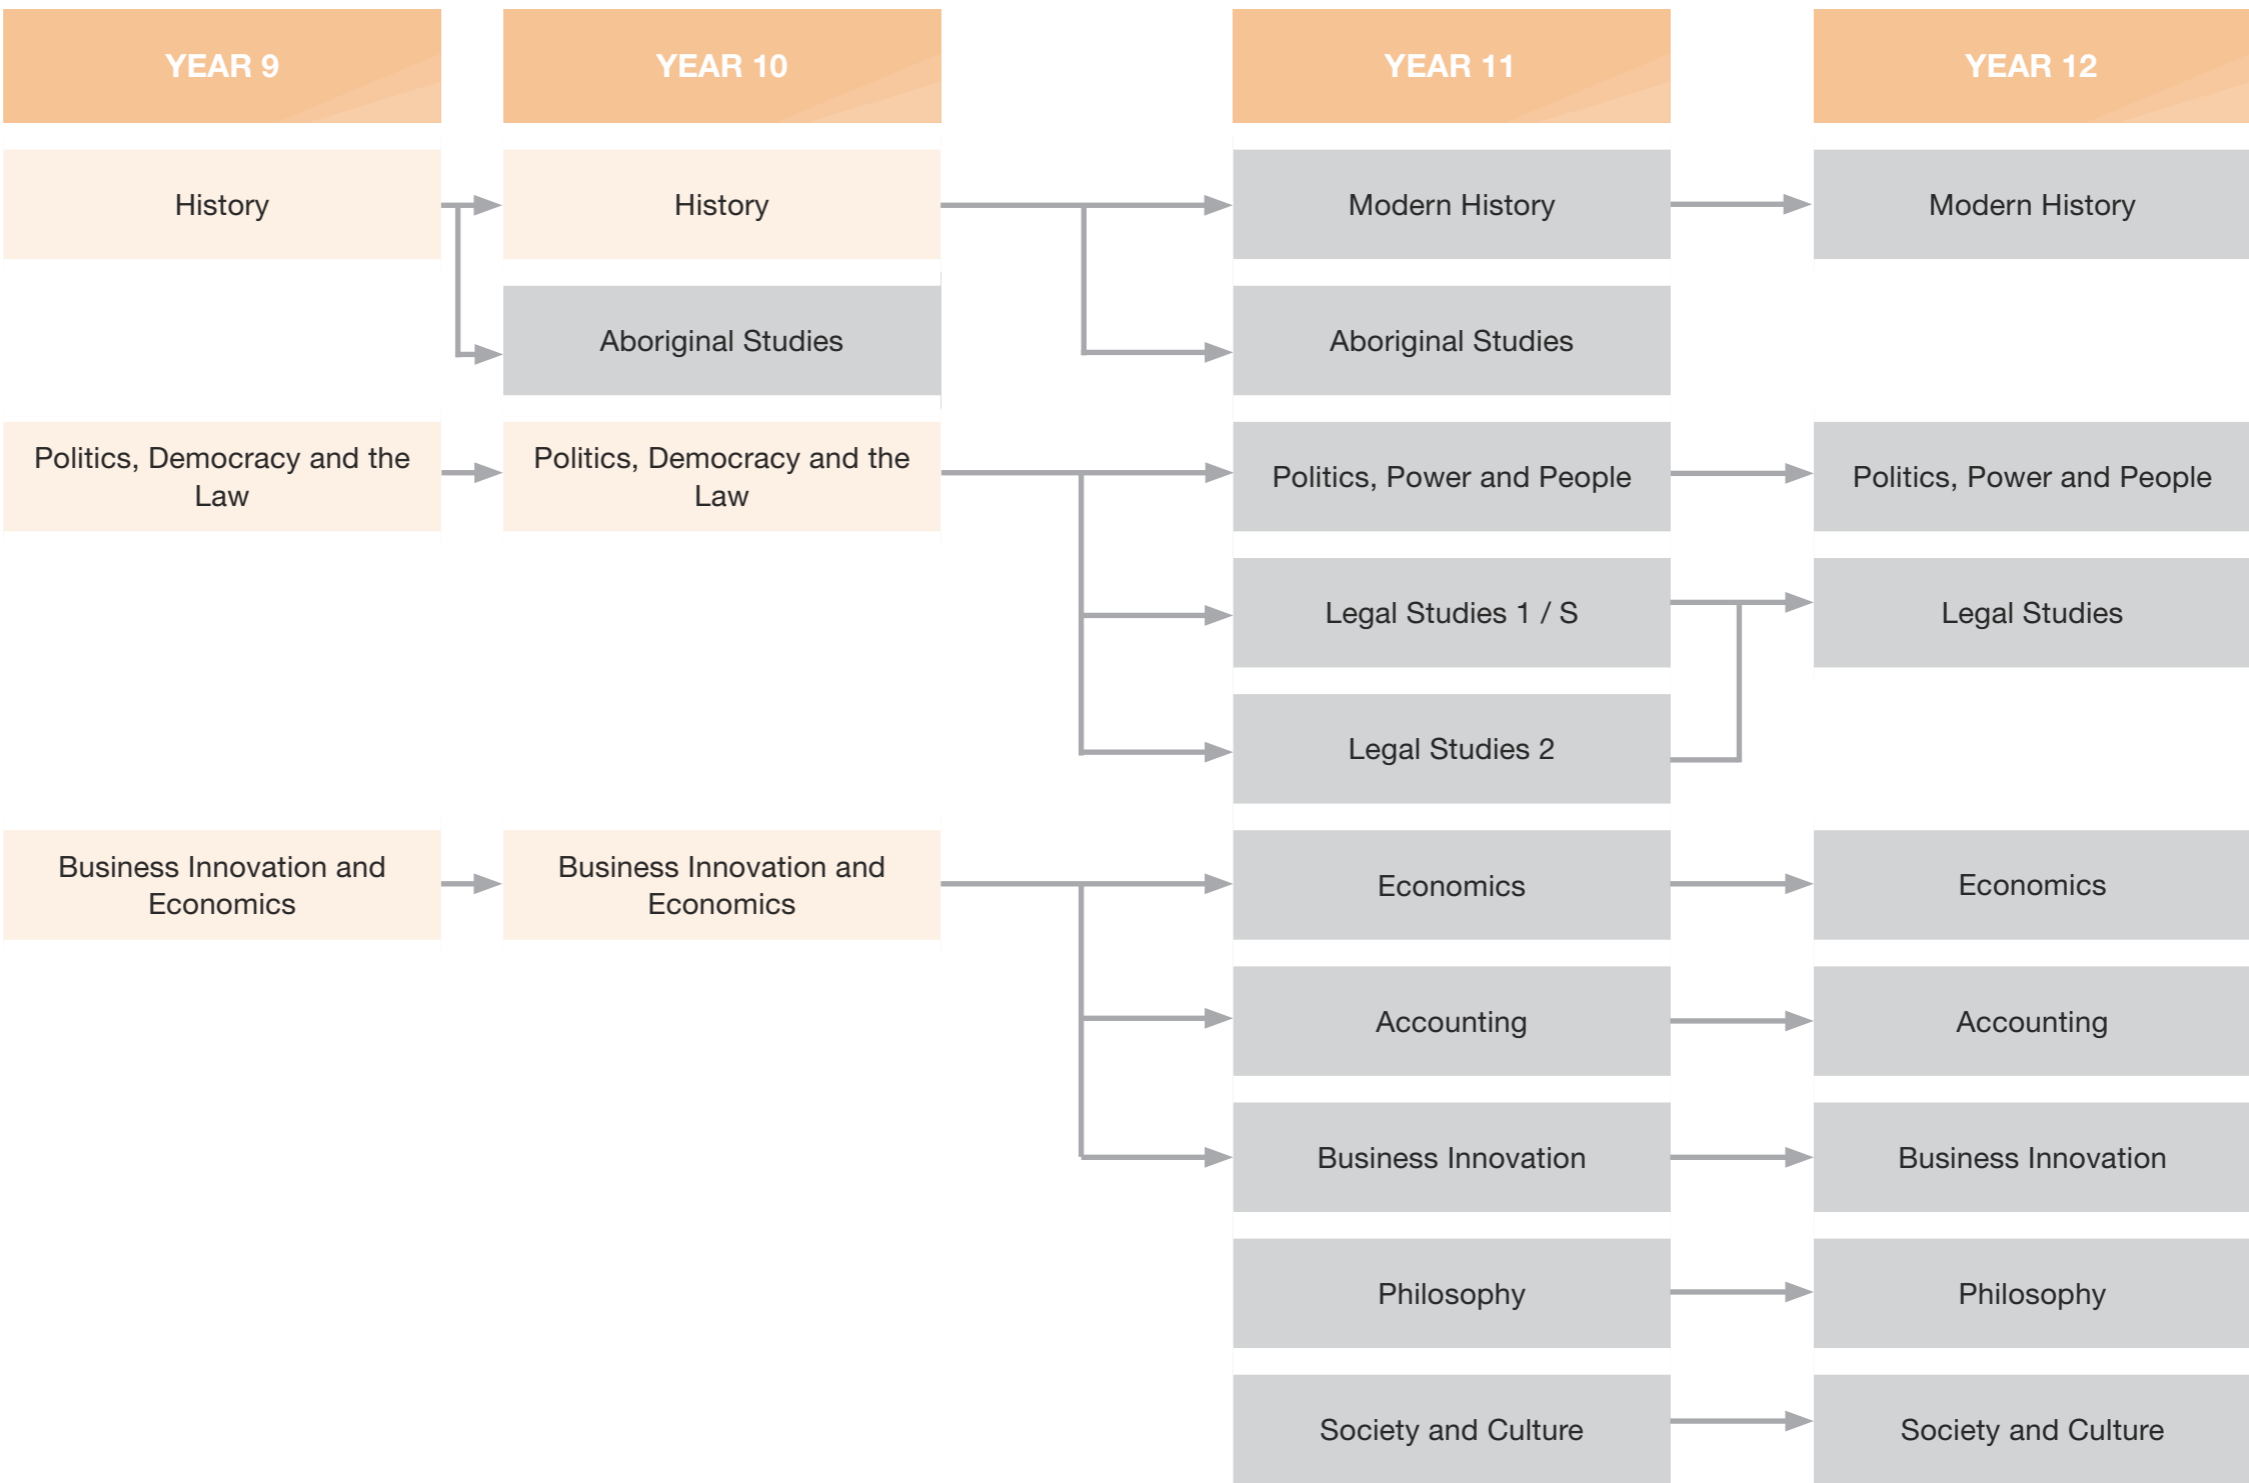 YEAR 9
YEAR 10
YEAR 11
YEAR 12
History
History
Modern History
Modern History
Aboriginal Studies
Aboriginal Studies
Politics, Democracy and the
Law
Politics, Democracy and the
Law
Politics, Power and People
Politics, Power and People
Legal Studies 1 / S
Legal Studies
Legal Studies 2
Business Innovation and
Economics
Business Innovation and
Economics
Economics
Economics
Accounting
Accounting
Business Innovation
Business Innovation
Philosophy
Philosophy
Society and Culture
Society and Culture